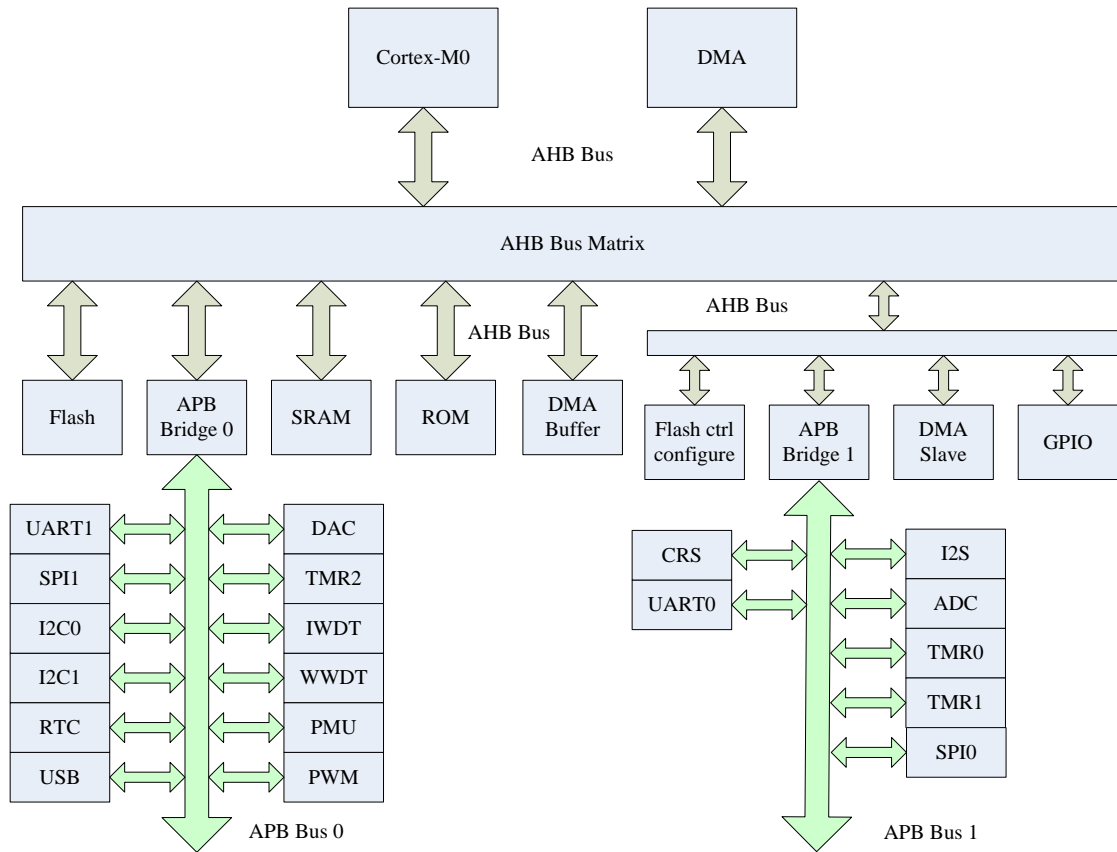 Cortex-M0
DMA
AHB Bus
AHB Bus Matrix
AHB Bus
AHB Bus
Flash
APB
Bridge 0
SRAM
ROM
DMA
Buffer
Flash ctrl
configure
APB
Bridge 1
DMA
Slave
GPIO
UART1
SPI1
I2C0
I2C1
RTC
USB
DAC
TMR2
IWDT
WWDT
PMU
PWM
APB Bus 0
CRS
UART0
I2S
ADC
TMR0
TMR1
SPI0
APB Bus 1